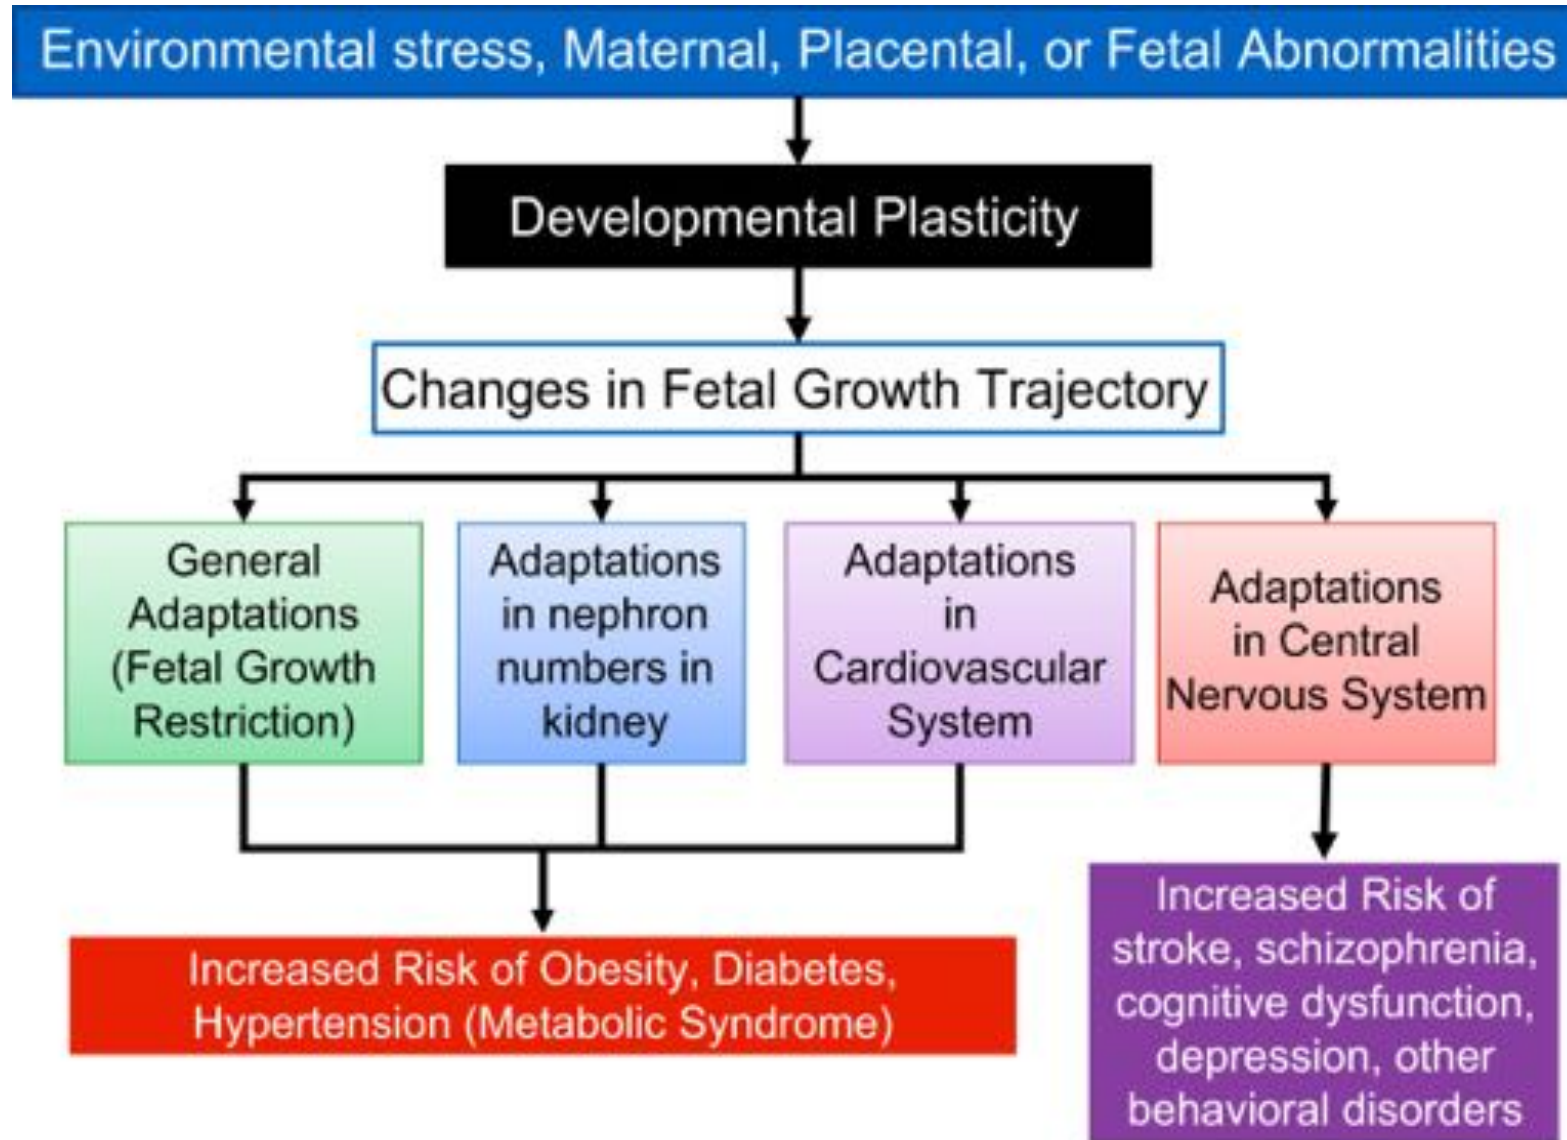 Environmental stress, Maternal, Placental, or Fetal Abnormalities
Developmental Plasticity
Changes in Fetal Growth Trajectory
General
Adaptations
(Fetal Growth
Restriction)
Adaptations
in nephron
numbers in
kidney
Adaptations
in
Cardiovascular
System
Adaptations
in Central
Nervous System
Increased Risk of Obesity, Diabetes,
Hypertension (Metabolic Syndrome)
Increased Risk of
stroke, schizophrenia,
cognitive dysfunction,
depression, other
behavioral disorders